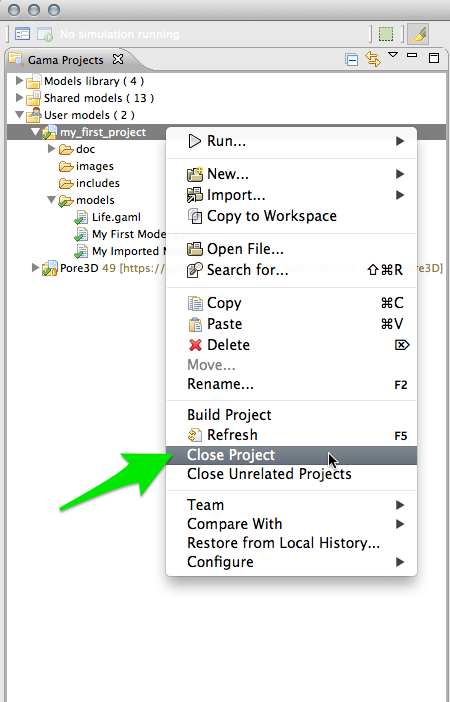 No simulation running
Gama Projects
Models library ( 4 )
Shared models ( 13 )
User models ( 2 )
my_first_project
doc
images
includes
models
Life.gaml
My First Mode
My Imported M
Pore3D 49 [https:/
re3D]
Run...
New...
Import...
Copy to Workspace
Open File...
Search for... ⇧⌘R
Copy ⌘C
Paste ⌘V
Delete ⌦
Move...
Rename... F2
Build Project
Refresh F5
Close Project
Close Unrelated Projects
Team
Compare With
Restore from Local History...
Configure